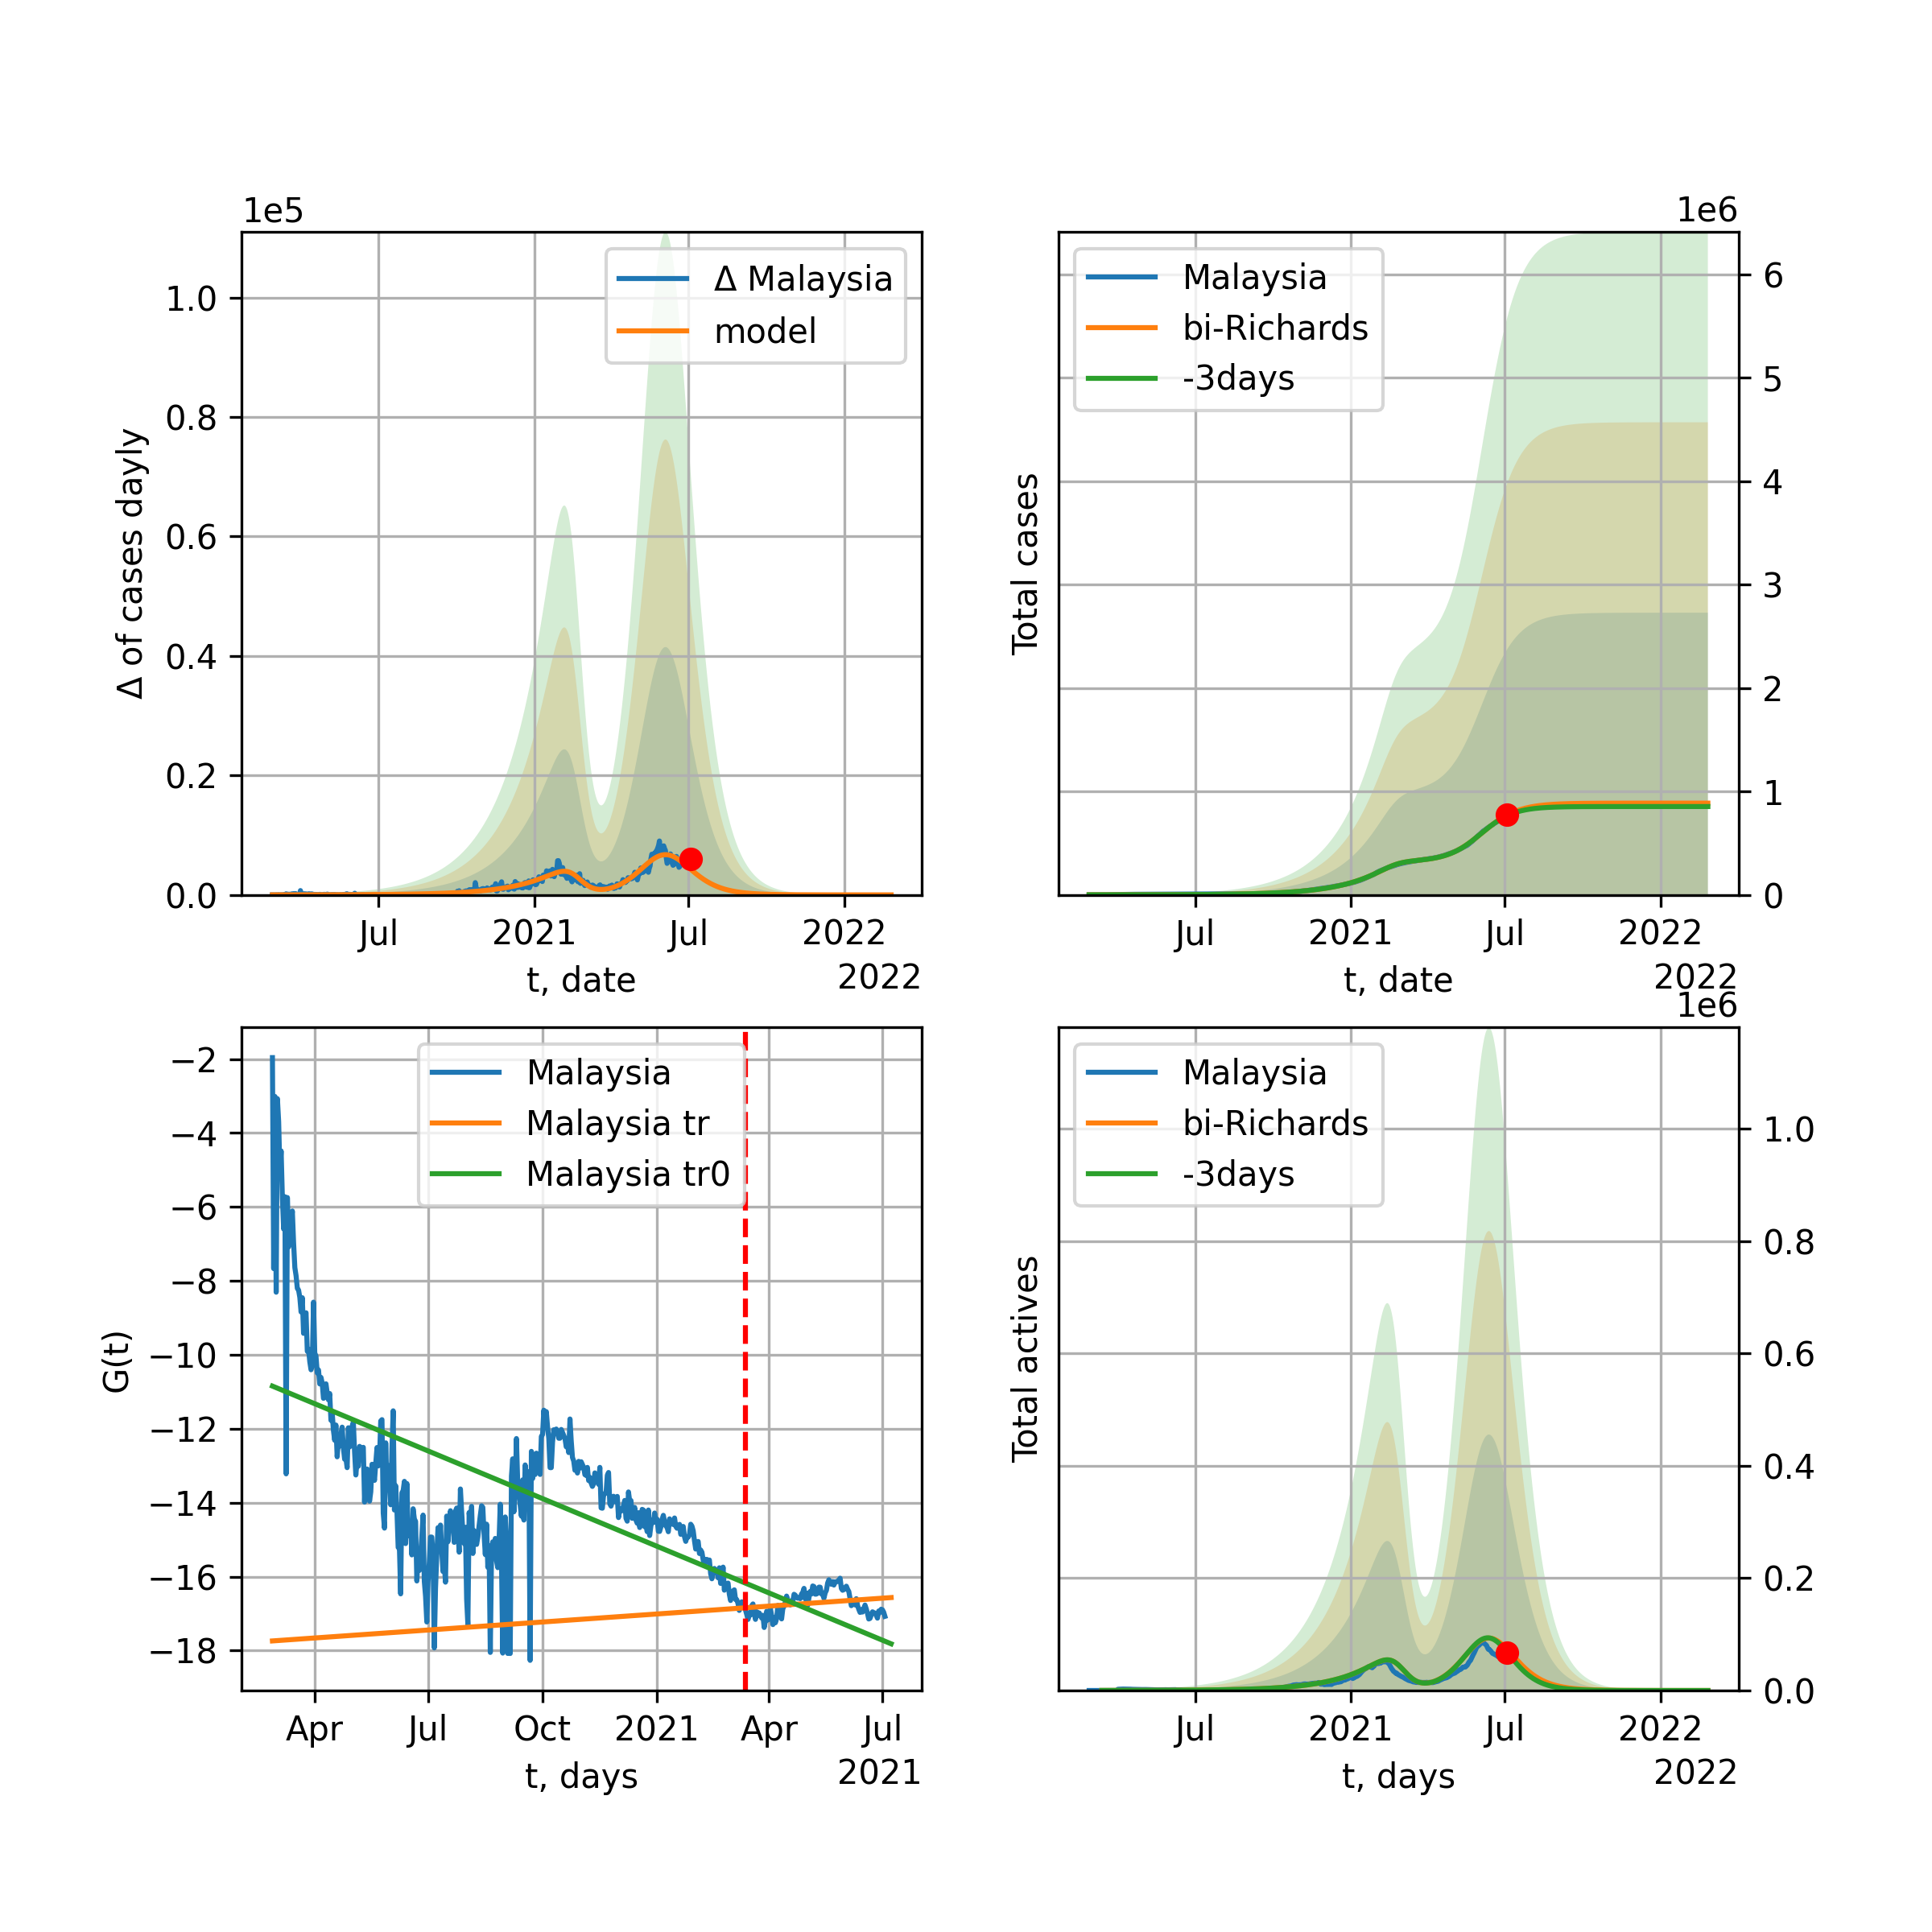 1e5
Δ of cases dayly
1.0
0.8
0.6
0.4
0.2
0.0
Δ Malaysia
model
Jul 2021 Jul 2022
t, date
2022
1e6
Total cases
Malaysia
bi-Richards
-3days
6
5
4
3
2
1
0
Jul 2021 Jul 2022
t, date
2022
G(t)
−2
−4
−6
−8
−10
−12
−14
−16
−18
Malaysia
Malaysia tr
Malaysia tr0
Apr Jul Oct 2021 Apr Jul
t, days
2021
1e6
Total actives
Malaysia
bi-Richards
-3days
1.0
0.8
0.6
0.4
0.2
0.0
Jul 2021 Jul 2022
t, days
2022